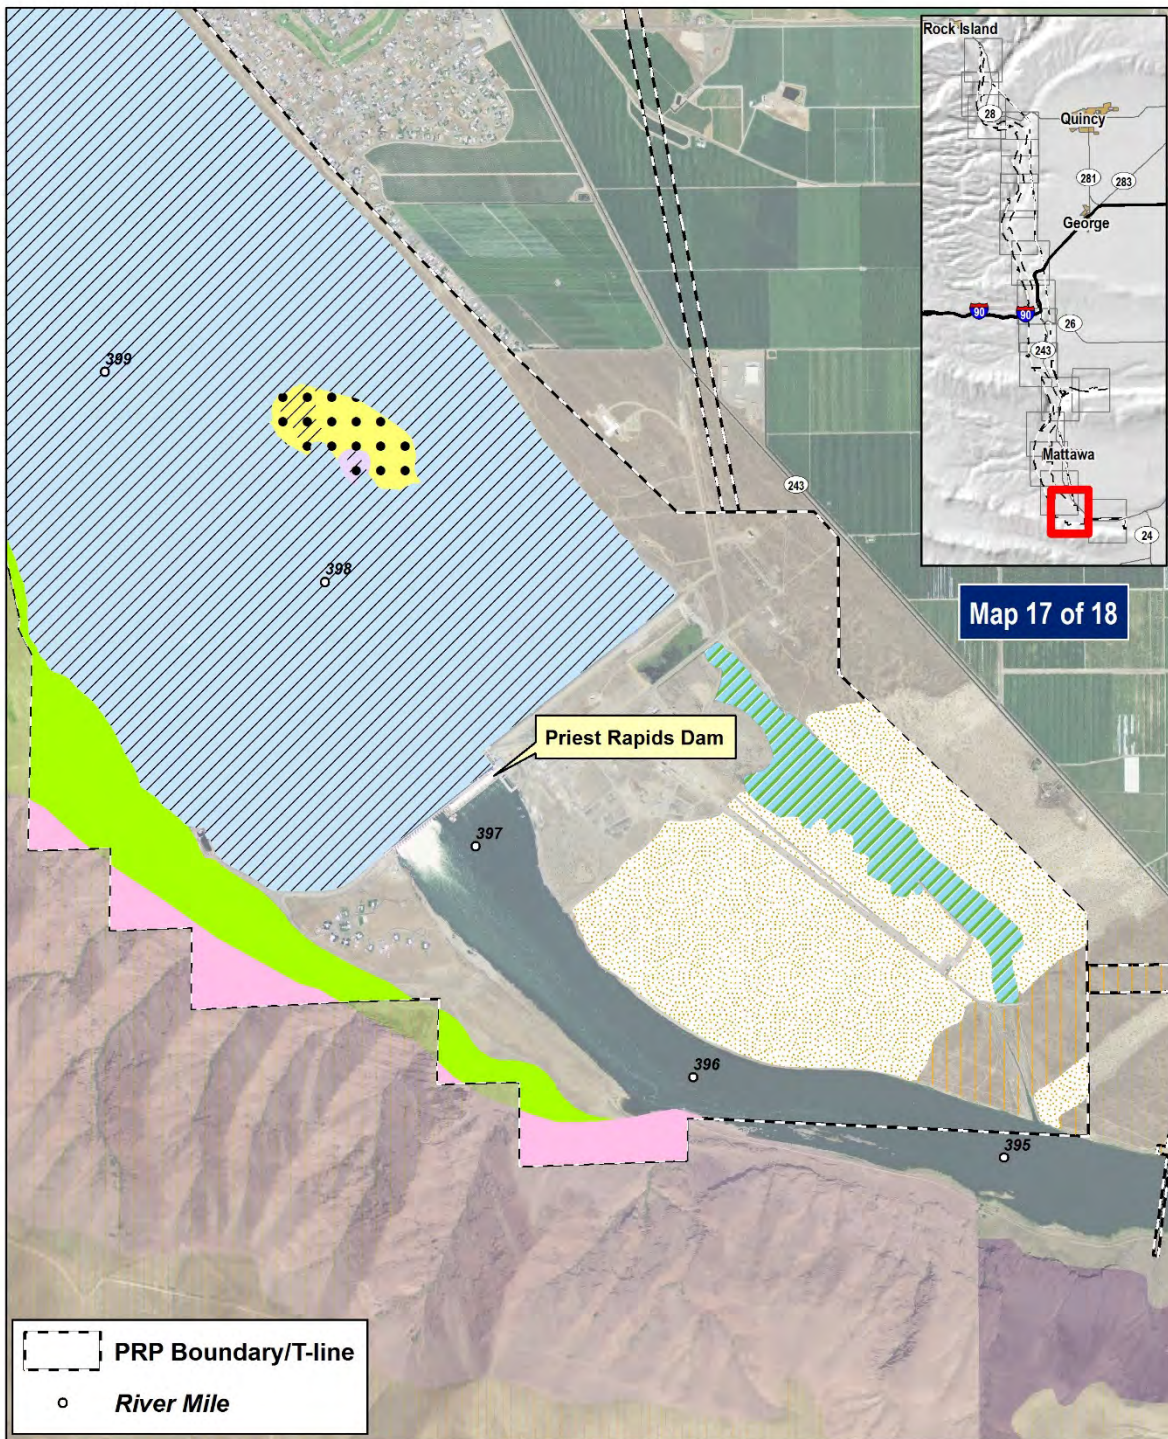 Rock Island
28
Quincy
281
283
George
90
90
26
243
Mattawa
24
Map 17 of 18
399
243
398
Priest Rapids Dam
397
396
395
PRP Boundary/T-line
River Mile